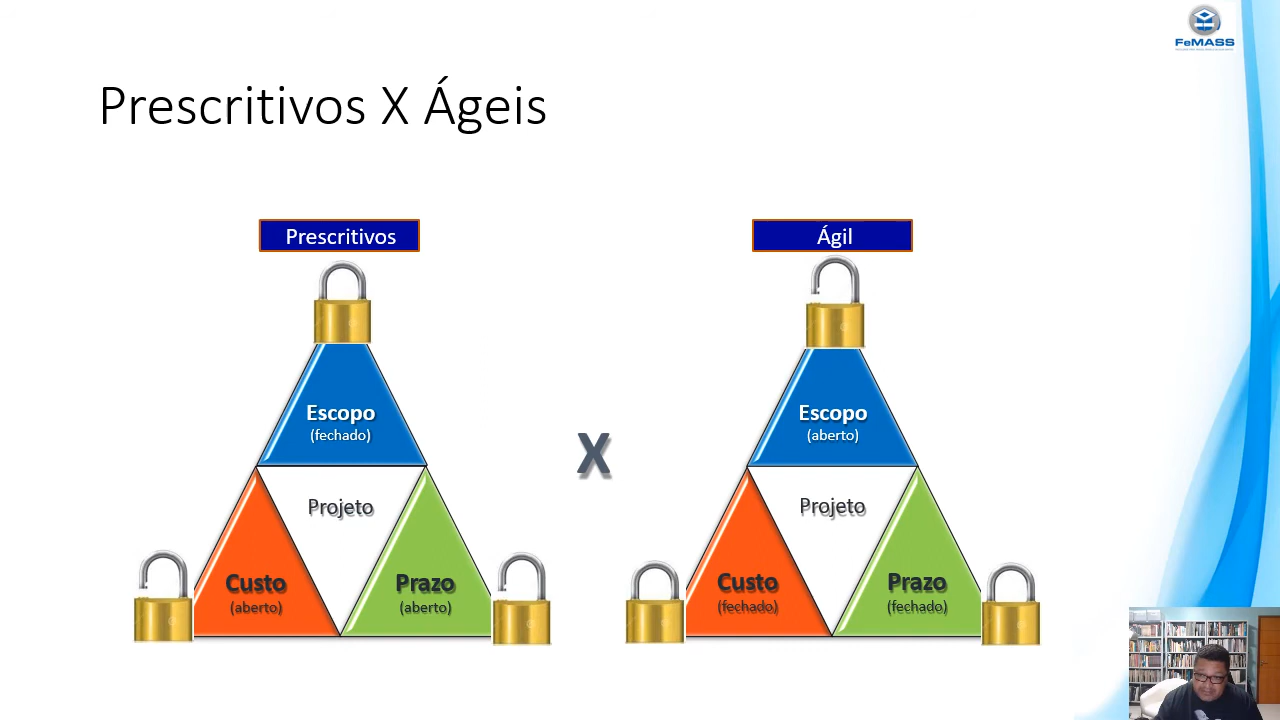 FeMASS
Prescritivos X Ágeis
Prescritivos
Escopo
(fechado)
Projeto
Custo
(aberto)
Prazo
(aberto)
X
Ágil
Escopo
(aberto)
Projeto
Custo
(fechado)
Prazo
(fechado)